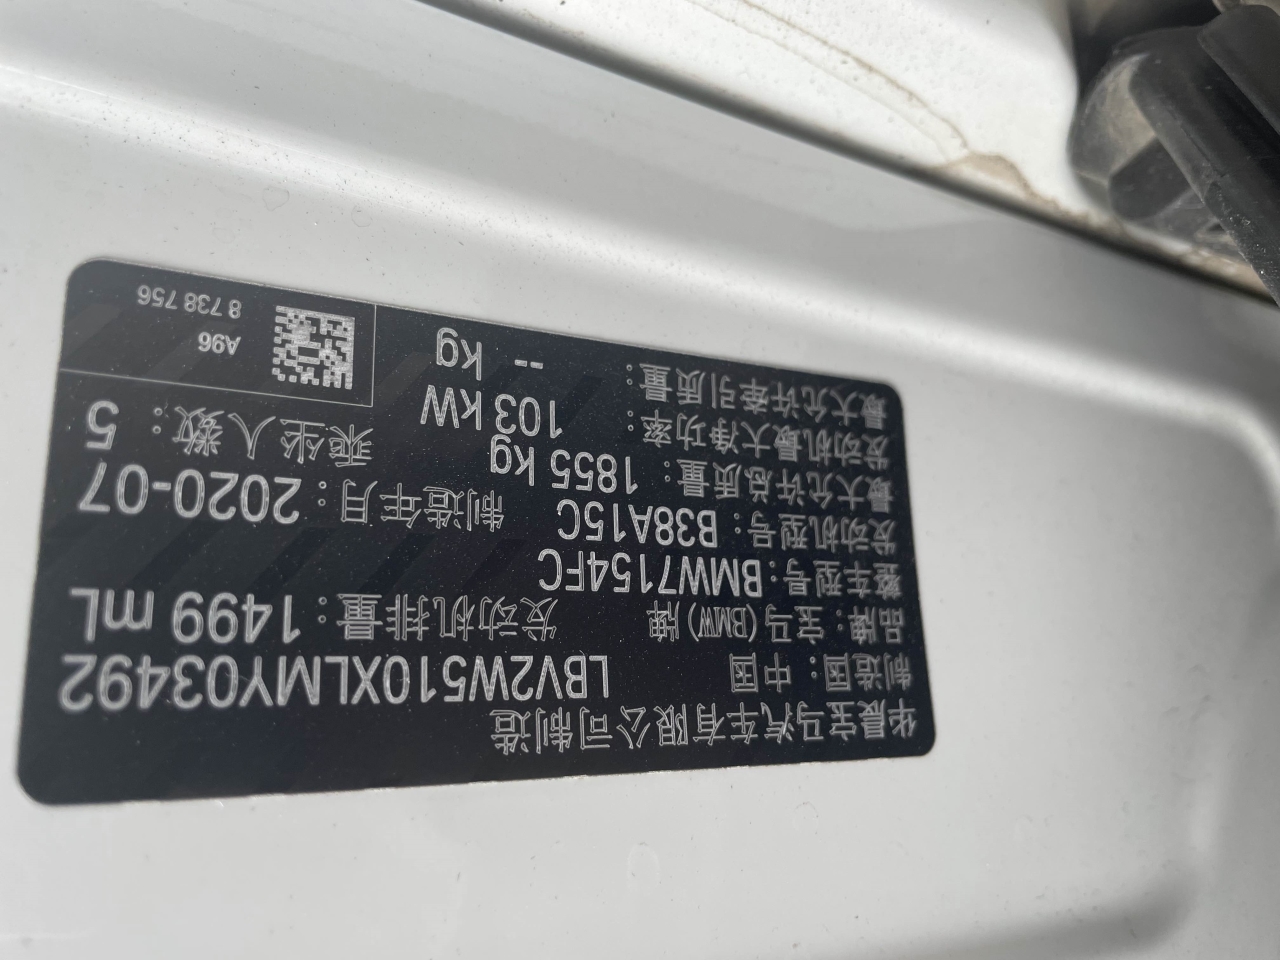 华晨宝马汽车有限公司制造
制造国：中国 LBV2W510XLMY03492
品牌：宝马(BMW)牌 发动机排量：1499 mL
整车型号：BMW7154FC
发动机型号：B38A15C 制造年月：2020-07
最大允许总质量：1855 kg 乘坐人数：5
发动机最大净功率：103 kW
最大允许牵引质量：-- kg
A96
8 738 756